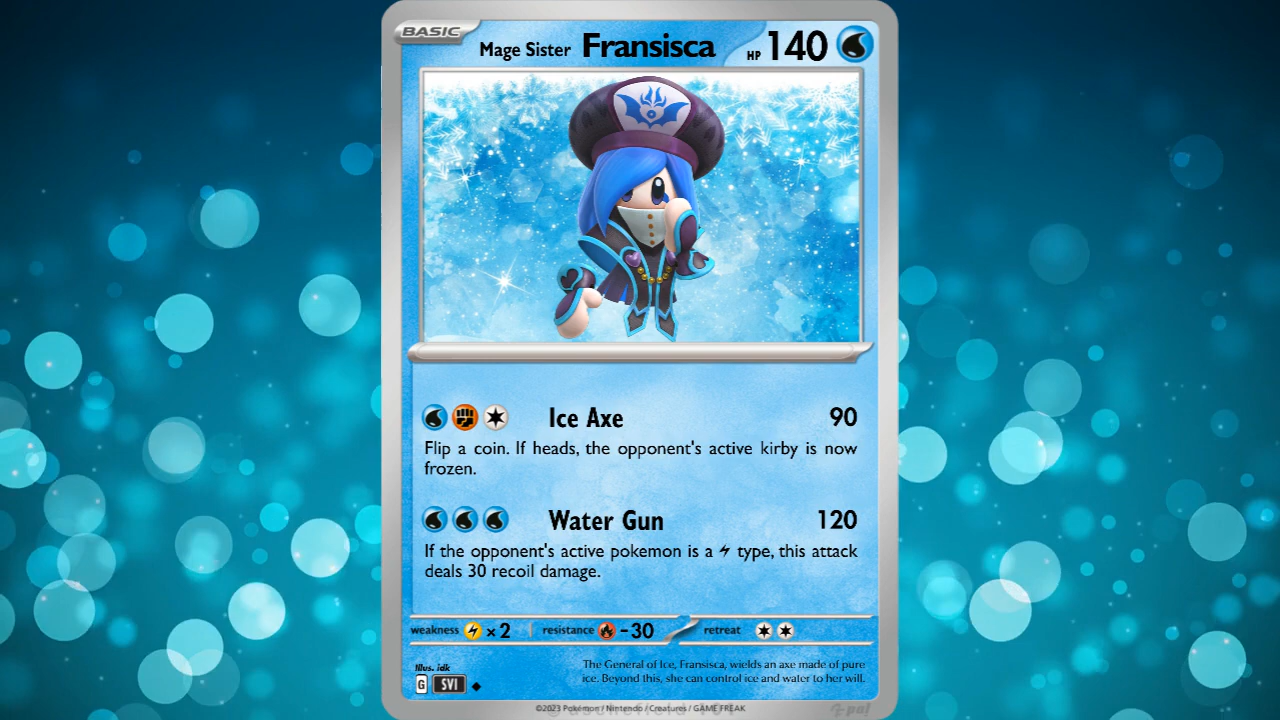 BASIC
Mage Sister Fransisca HP 140
Ice Axe 90
Flip a coin. If heads, the opponent's active kirby is now
frozen.
Water Gun 120
If the opponent's active pokemon is a type, this attack
deals 30 recoil damage.
weakness ×2 resistance -30 retreat
Illus. idk
G SVI
The General of Ice, Fransisca, wields an axe made of pure
ice. Beyond this, she can control ice and water to her will.
©2023 Pokémon / Nintendo / Creatures / GAME FREAK